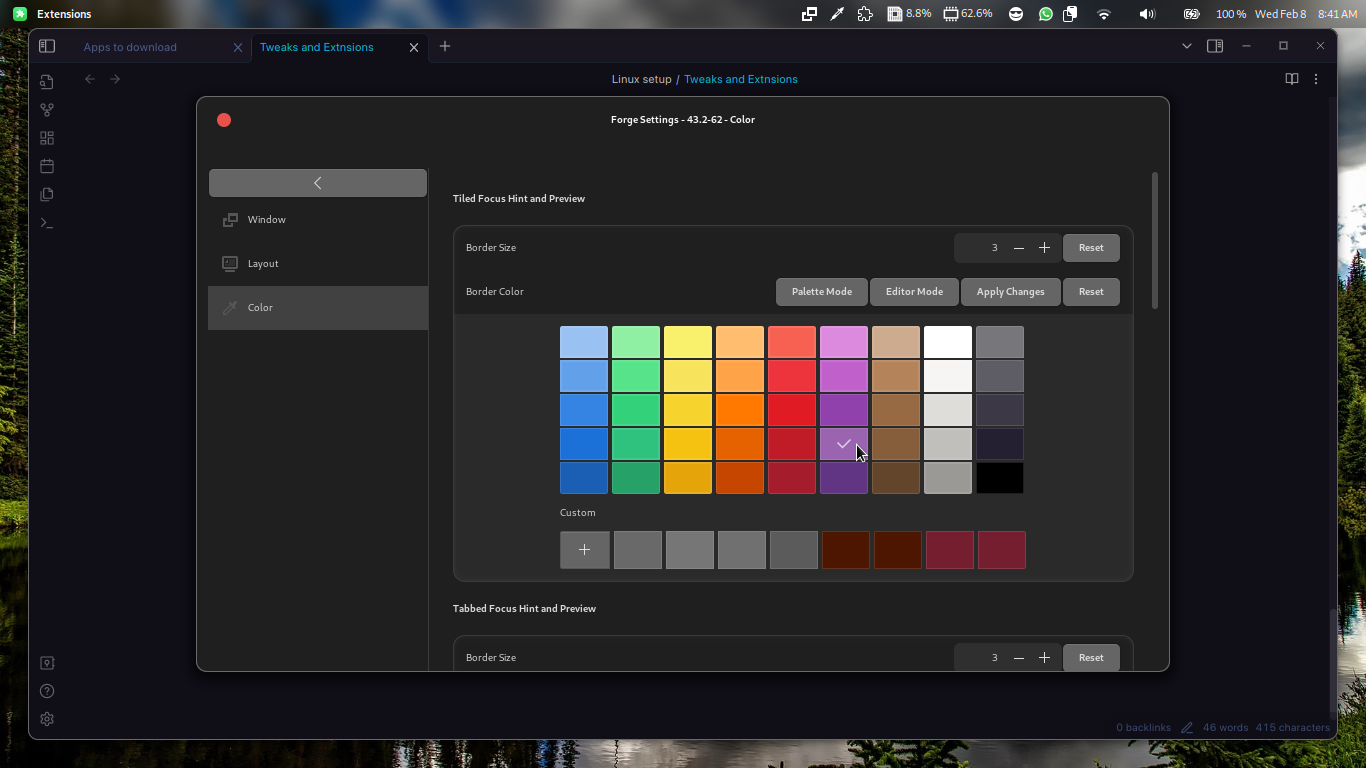 Extensions
8.8%
62.6%
100 %
Wed Feb 8
8:41 AM
Apps to download
Tweaks and Extnsions
Linux setup / Tweaks and Extnsions
Forge Settings - 43.2-62 - Color
Window
Layout
Color
Tiled Focus Hint and Preview
Border Size
3
Reset
Border Color
Palette Mode
Editor Mode
Apply Changes
Reset
Custom
Tabbed Focus Hint and Preview
Border Size
3
Reset
0 backlinks
46 words
415 characters